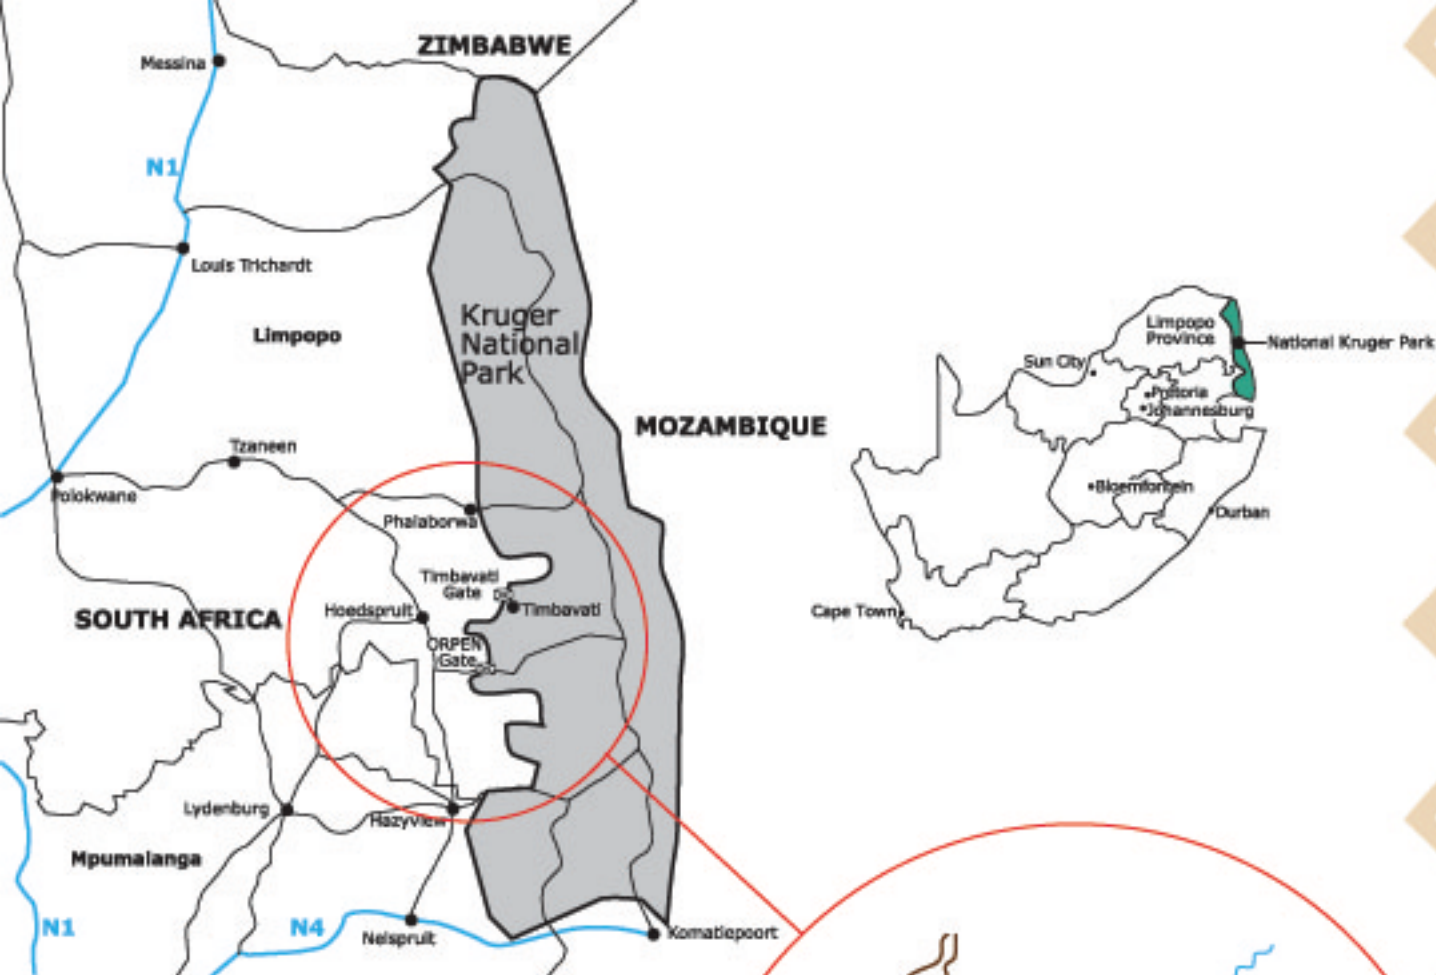 ZIMBABWE
Messina
N1
Louis Trichardt
Limpopo
Kruger
National
Park
MOZAMBIQUE
Tzaneen
Polokwane
Phalaborwa
Timbavati
Gate
Timbavati
Hoedspruit
SOUTH AFRICA
ORPEN
Gate
Lydenburg
Hazyview
Mpumalanga
N1
N4
Nelspruit
Komatiepoort
Limpopo
Province
National Kruger Park
Sun City
Pretoria
Johannesburg
Bloemfontein
Durban
Cape Town